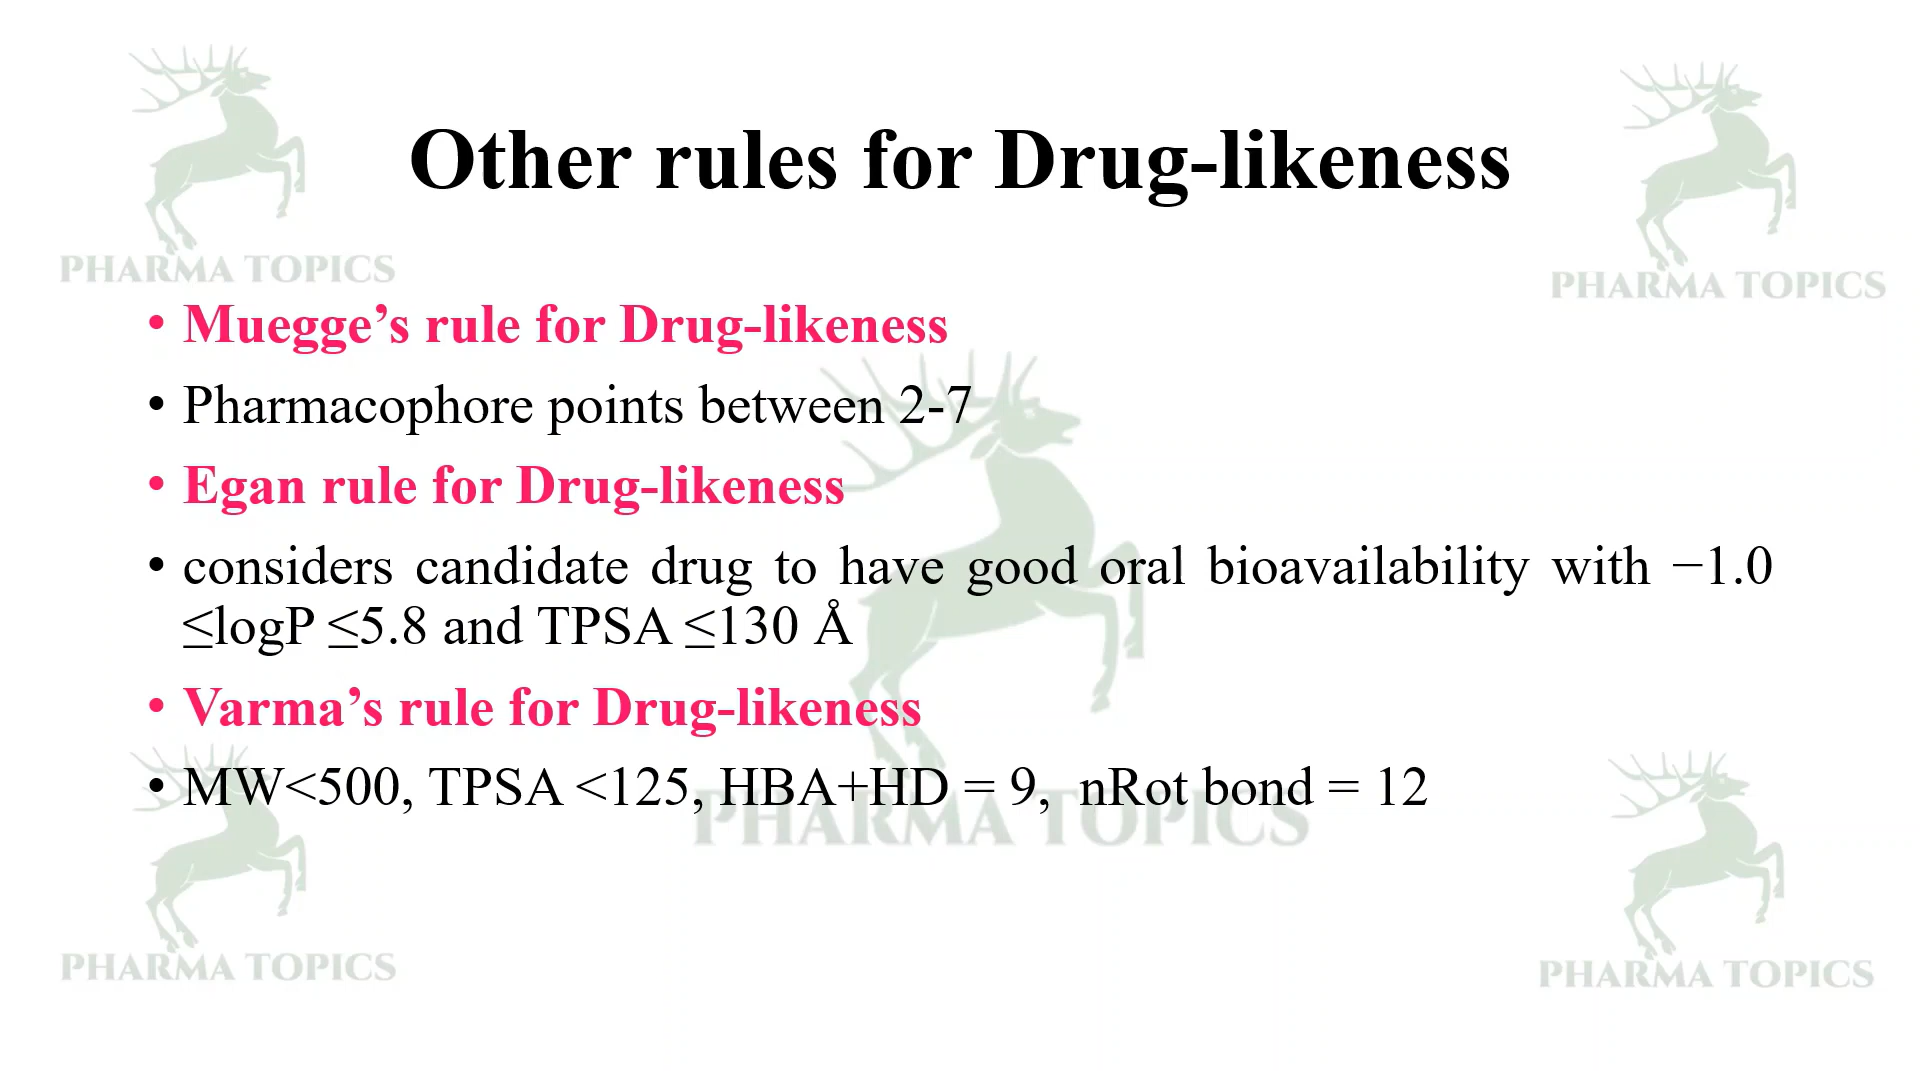 Other rules for Drug-likeness
PHARMA TOPICS
PHARMA TOPICS
• Muegge’s rule for Drug-likeness
• Pharmacophore points between 2-7
• Egan rule for Drug-likeness
• considers candidate drug to have good oral bioavailability with −1.0
≤logP ≤5.8 and TPSA ≤130 Å
• Varma’s rule for Drug-likeness
• MW<500, TPSA <125, HBA+HD = 9, nRot bond = 12
PHARMA TOPICS
PHARMA TOPICS
PHARMA TOPICS